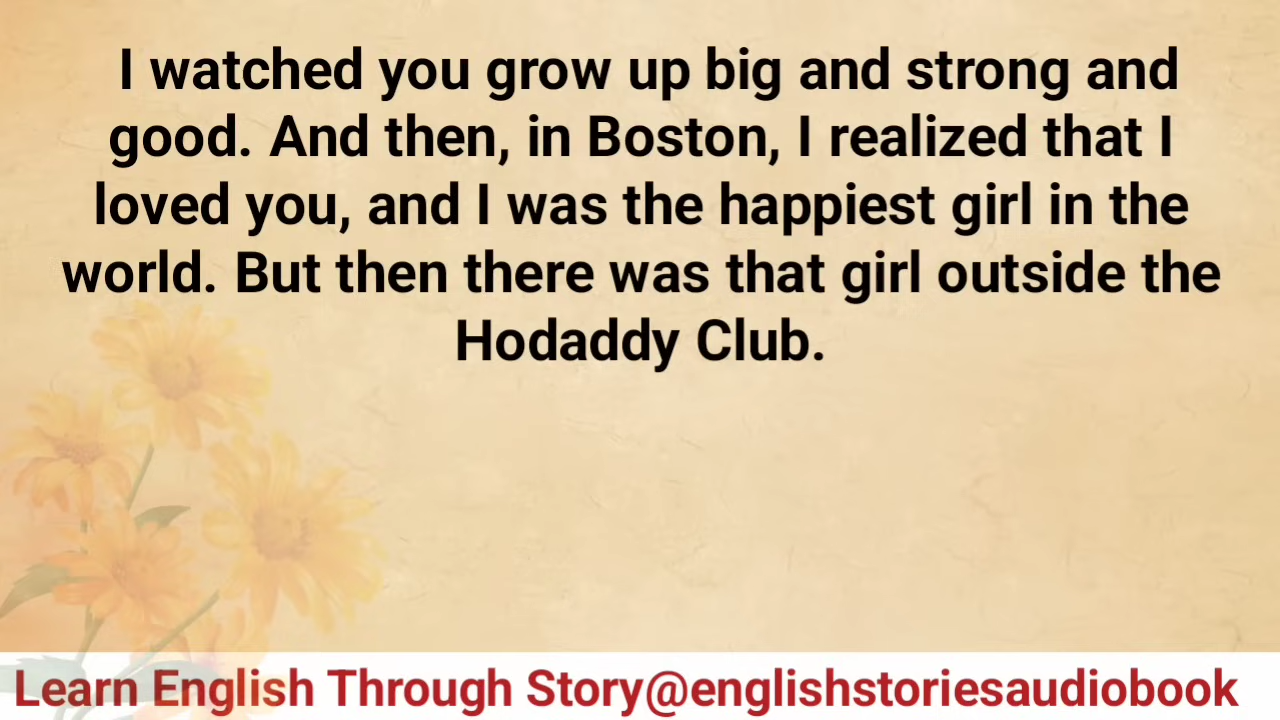 I watched you grow up big and strong and
good. And then, in Boston, I realized that I
loved you, and I was the happiest girl in the
world. But then there was that girl outside the
Hodaddy Club.
Learn English Through Story@englishstoriesaudiobook